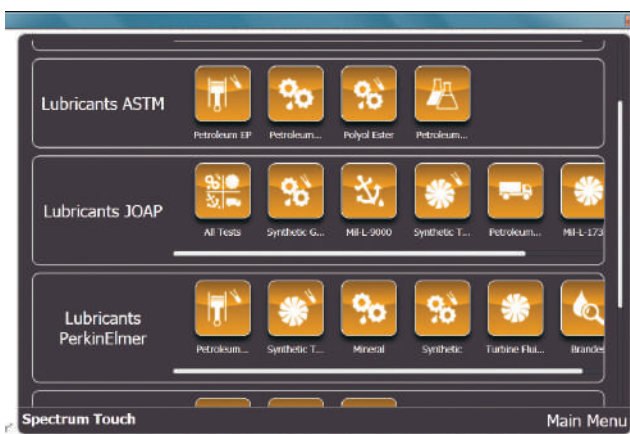 Lubricants ASTM
Petroleum EP Petroleum... Polyol Ester Petroleum...
Lubricants JOAP
All Tests Synthetic G... Mil-L-9000 Synthetic T... Petroleum... Mil-L-173
Lubricants
PerkinElmer
Petroleum... Synthetic T... Mineral Synthetic Turbine Flui... Brande
Spectrum Touch Main Menu